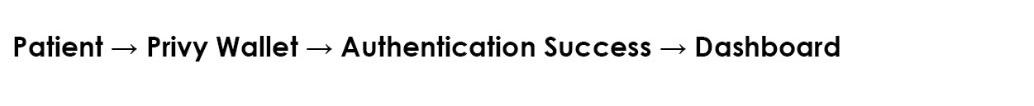 Patient → Privy Wallet → Authentication Success → Dashboard